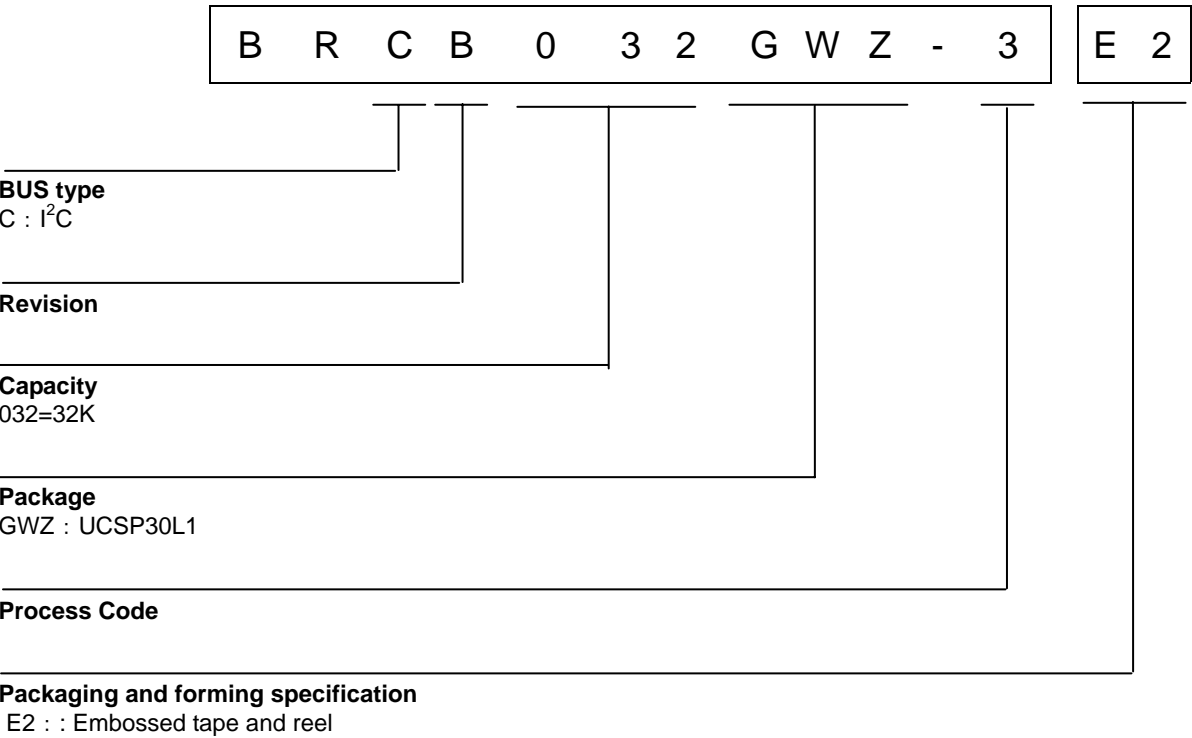 B R C B 0 3 2 G W Z - 3 E 2
BUS type
C : I²C
Revision
Capacity
032=32K
Package
GWZ : UCSP30L1
Process Code
Packaging and forming specification
E2 : : Embossed tape and reel